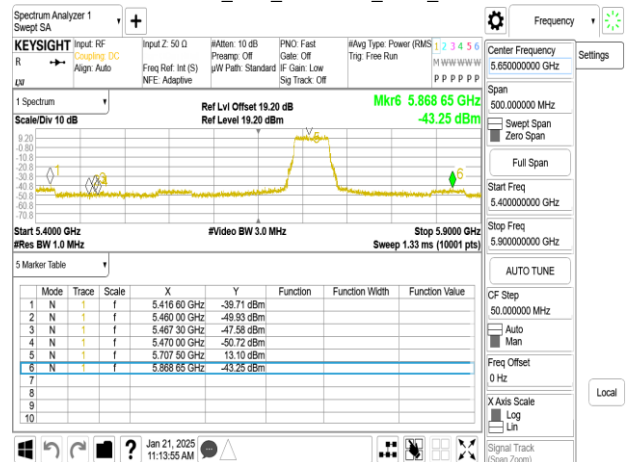 Spectrum Analyzer 1
Swept SA
Frequency
KEYSIGHT
R
Input: RF
Coupling: DC
Align: Auto
Input Z: 50 Ω
Freq Ref: Int (S)
NFE: Adaptive
#Atten: 10 dB
Preamp: Off
µW Path: Standard
PNO: Fast
Gate: Off
IF Gain: Low
Sig Track: Off
#Avg Type: Power (RMS
Trig: Free Run
1 2 3 4 5 6
M W W W W W
P P P P P P
1 Spectrum
Scale/Div 10 dB
Ref Lvl Offset 19.20 dB
Ref Level 19.20 dBm
Mkr6 5.868 65 GHz
-43.25 dBm
9.20
-0.80
-10.8
-20.8
-30.8
-40.8
-50.8
-60.8
-70.8
1
5
6
Start 5.4000 GHz
#Res BW 1.0 MHz
#Video BW 3.0 MHz
Stop 5.9000 GHz
Sweep 1.33 ms (10001 pts)
5 Marker Table
Mode Trace Scale X Y Function Function Width Function Value
1 N 1 f 5.416 60 GHz -39.71 dBm
2 N 1 f 5.460 00 GHz -49.93 dBm
3 N 1 f 5.467 30 GHz -47.58 dBm
4 N 1 f 5.470 00 GHz -50.72 dBm
5 N 1 f 5.707 50 GHz 13.10 dBm
6 N 1 f 5.868 65 GHz -43.25 dBm
7
8
9
10
Jan 21, 2025
11:13:55 AM
Center Frequency
5.650000000 GHz
Settings
Span
500.000000 MHz
Swept Span
Zero Span
Full Span
Start Freq
5.400000000 GHz
Stop Freq
5.900000000 GHz
AUTO TUNE
CF Step
50.000000 MHz
Auto
Man
Freq Offset
0 Hz
X Axis Scale
Log
Lin
Local
Signal Track
(Span Zoom)